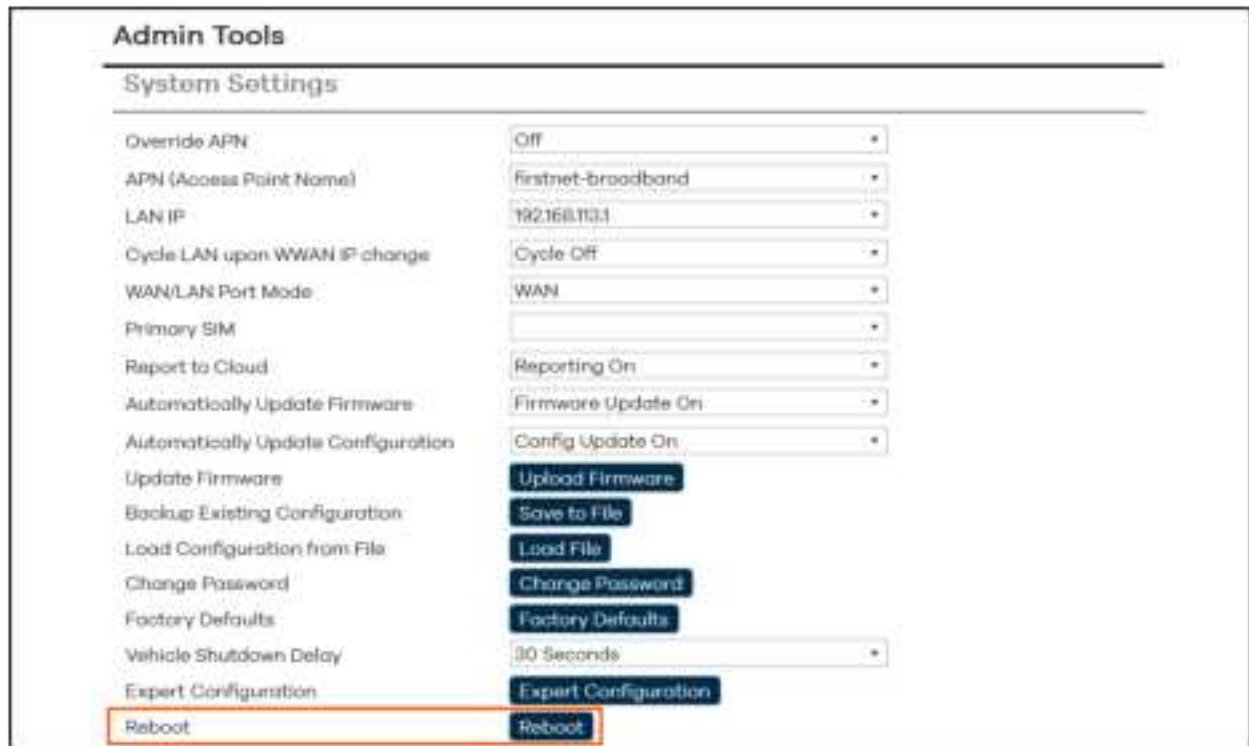 Admin Tools
System Settings
Override APN Off
APN (Access Point Name) firstnet-broadband
LAN IP 192.168.113.1
Cycle LAN upon WWAN IP change Cycle Off
WAN/LAN Port Mode WAN
Primary SIM
Report to Cloud Reporting On
Automatically Update Firmware Firmware Update On
Automatically Update Configuration Config Update On
Update Firmware Upload Firmware
Backup Existing Configuration Save to File
Load Configuration from File Load File
Change Password Change Password
Factory Defaults Factory Defaults
Vehicle Shutdown Delay 30 Seconds
Expert Configuration Expert Configuration
Reboot Reboot